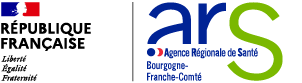 RÉPUBLIQUE
FRANÇAISE
Liberté
Égalité
Fraternité
ars
Agence Régionale de Santé
Bourgogne-
Franche-Comté